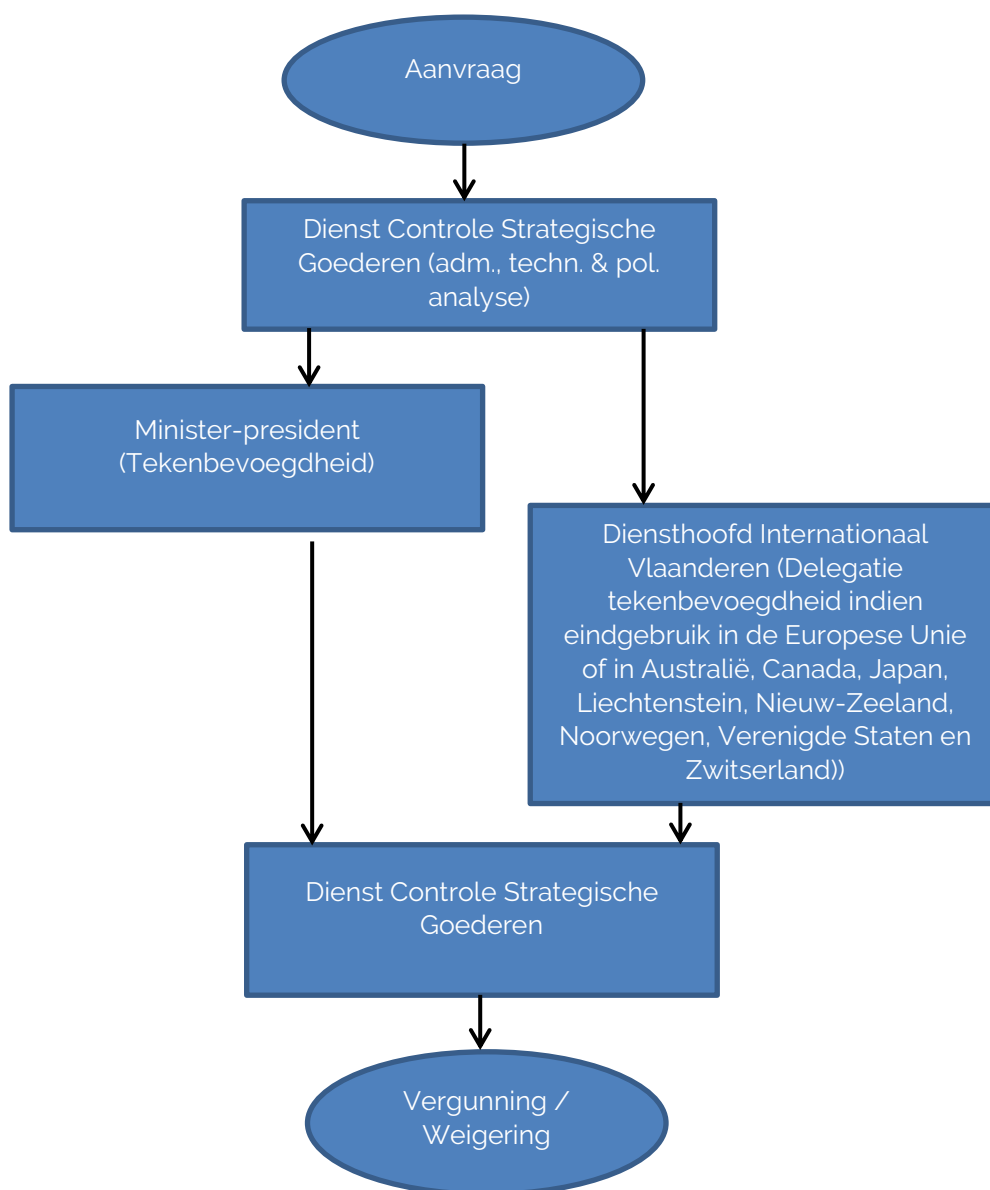 Aanvraag
Dienst Controle Strategische
Goederen (adm., techn. & pol.
analyse)
Minister-president
(Tekenbevoegdheid)
Diensthoofd Internationaal
Vlaanderen (Delegatie
tekenbevoegdheid indien
eindgebruik in de Europese Unie
of in Australië, Canada, Japan,
Liechtenstein, Nieuw-Zeeland,
Noorwegen, Verenigde Staten en
Zwitserland))
Dienst Controle Strategische
Goederen
Vergunning /
Weigering